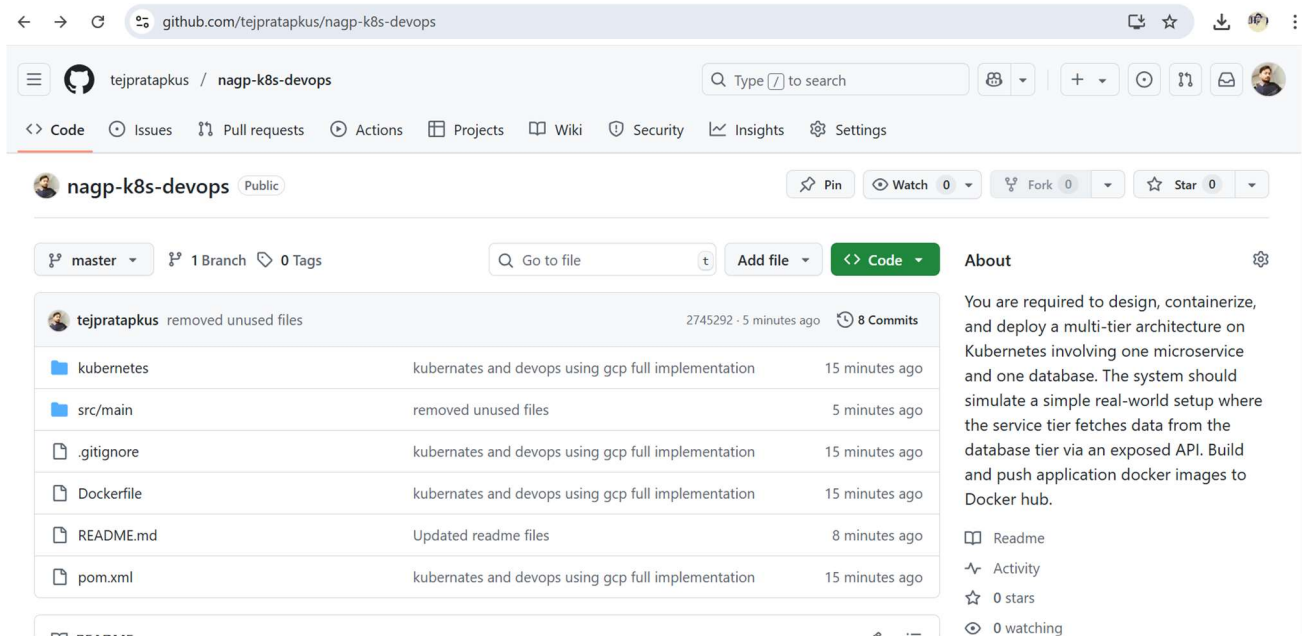 github.com/tejpratapkus/nagp-k8s-devops
tejpratapkus / nagp-k8s-devops
Type / to search
Code Issues Pull requests Actions Projects Wiki Security Insights Settings
nagp-k8s-devops Public
Pin Watch 0 Fork 0 Star 0
master 1 Branch 0 Tags
Go to file t Add file Code
tejpratapkus removed unused files 2745292 · 5 minutes ago 8 Commits
kubernetes kubernates and devops using gcp full implementation 15 minutes ago
src/main removed unused files 5 minutes ago
.gitignore kubernates and devops using gcp full implementation 15 minutes ago
Dockerfile kubernates and devops using gcp full implementation 15 minutes ago
README.md Updated readme files 8 minutes ago
pom.xml kubernates and devops using gcp full implementation 15 minutes ago
About
You are required to design, containerize,
and deploy a multi-tier architecture on
Kubernetes involving one microservice
and one database. The system should
simulate a simple real-world setup where
the service tier fetches data from the
database tier via an exposed API. Build
and push application docker images to
Docker hub.
Readme
Activity
0 stars
0 watching